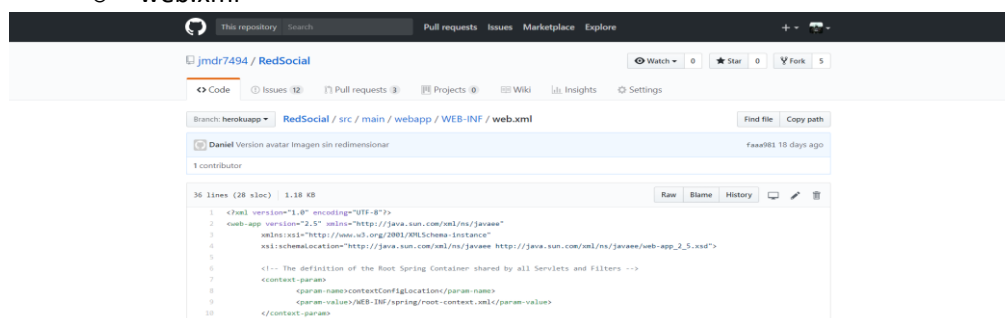 web.xml
This repository Search Pull requests Issues Marketplace Explore
jmdr7494 / RedSocial Watch 0 Star 0 Fork 5
Code Issues 12 Pull requests 3 Projects 0 Wiki Insights Settings
Branch: herokuapp RedSocial / src / main / webapp / WEB-INF / web.xml Find file Copy path
Daniel Version avatar Imagen sin redimensionar faaa981 18 days ago
1 contributor
36 lines (28 sloc) 1.18 KB Raw Blame History
1 <?xml version="1.0" encoding="UTF-8"?>
2 <web-app version="2.5" xmlns="http://java.sun.com/xml/ns/javaee"
3 xmlns:xsi="http://www.w3.org/2001/XMLSchema-instance"
4 xsi:schemaLocation="http://java.sun.com/xml/ns/javaee http://java.sun.com/xml/ns/javaee/web-app_2_5.xsd">
5
6 <!-- The definition of the Root Spring Container shared by all Servlets and Filters -->
7 <context-param>
8 <param-name>contextConfigLocation</param-name>
9 <param-value>/WEB-INF/spring/root-context.xml</param-value>
10 </context-param>